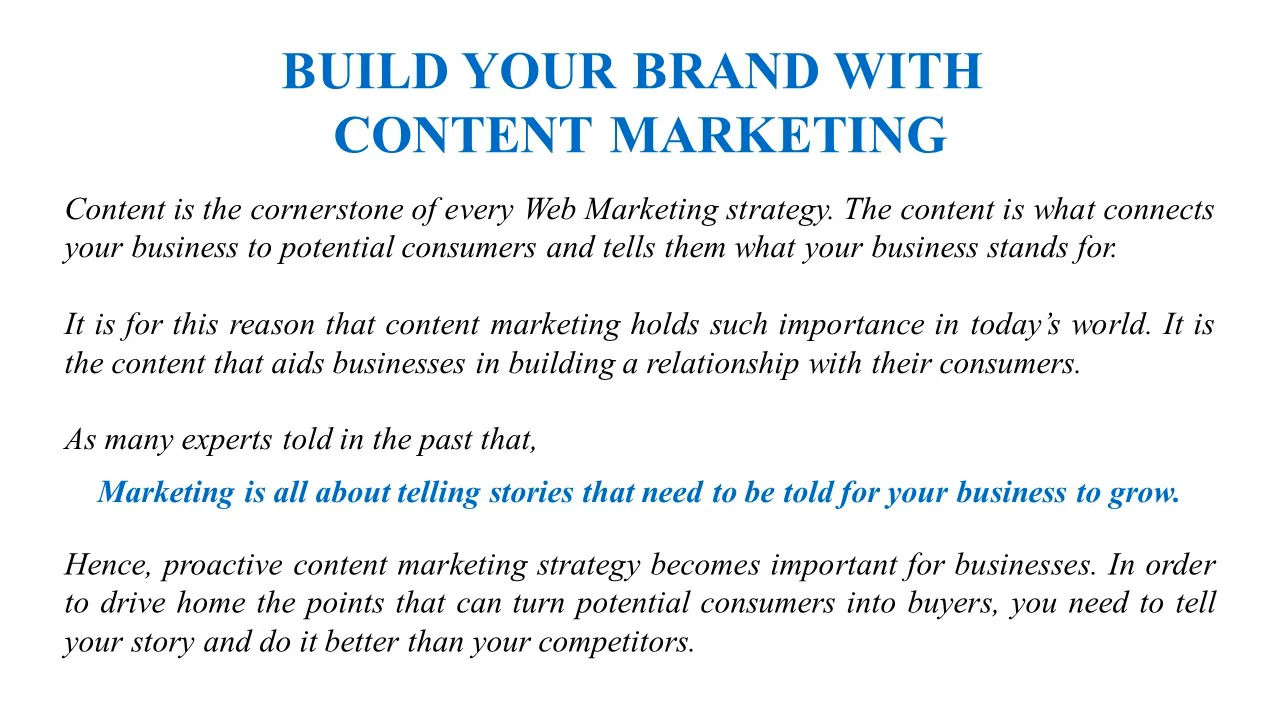 BUILD YOUR BRAND WITH
CONTENT MARKETING
Content is the cornerstone of every Web Marketing strategy. The content is what connects
your business to potential consumers and tells them what your business stands for.
It is for this reason that content marketing holds such importance in today’s world. It is
the content that aids businesses in building a relationship with their consumers.
As many experts told in the past that,
Marketing is all about telling stories that need to be told for your business to grow.
Hence, proactive content marketing strategy becomes important for businesses. In order
to drive home the points that can turn potential consumers into buyers, you need to tell
your story and do it better than your competitors.